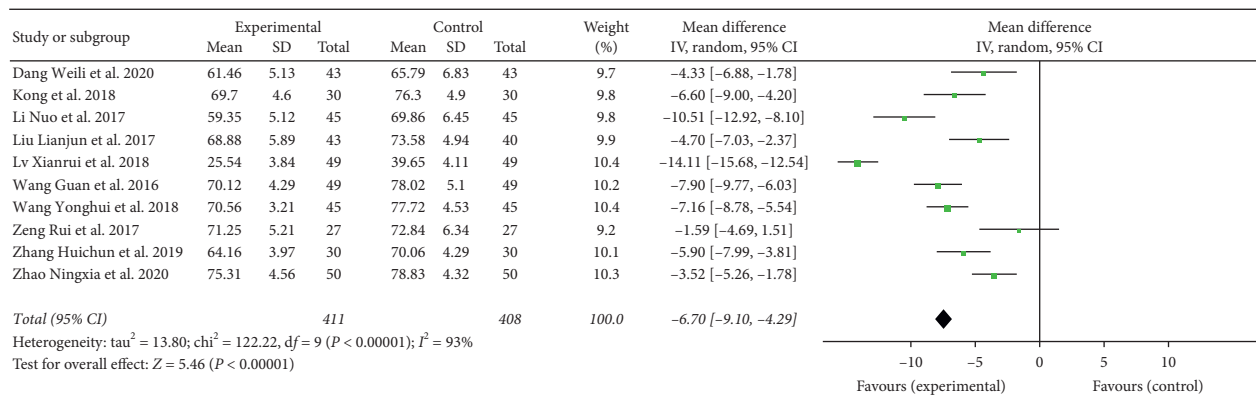 Study or subgroup Experimental Control Weight Mean difference Mean difference
Mean SD Total Mean SD Total (%) IV, random, 95% CI IV, random, 95% CI
Dang Weili et al. 2020 61.46 5.13 43 65.79 6.83 43 9.7 –4.33 [–6.88, –1.78]
Kong et al. 2018 69.7 4.6 30 76.3 4.9 30 9.8 –6.60 [–9.00, –4.20]
Li Nuo et al. 2017 59.35 5.12 45 69.86 6.45 45 9.8 –10.51 [–12.92, –8.10]
Liu Lianjun et al. 2017 68.88 5.89 43 73.58 4.94 40 9.9 –4.70 [–7.03, –2.37]
Lv Xianrui et al. 2018 25.54 3.84 49 39.65 4.11 49 10.4 –14.11 [–15.68, –12.54]
Wang Guan et al. 2016 70.12 4.29 49 78.02 5.1 49 10.2 –7.90 [–9.77, –6.03]
Wang Yonghui et al. 2018 70.56 3.21 45 77.72 4.53 45 10.4 –7.16 [–8.78, –5.54]
Zeng Rui et al. 2017 71.25 5.21 27 72.84 6.34 27 9.2 –1.59 [–4.69, 1.51]
Zhang Huichun et al. 2019 64.16 3.97 30 70.06 4.29 30 10.1 –5.90 [–7.99, –3.81]
Zhao Ningxia et al. 2020 75.31 4.56 50 78.83 4.32 50 10.3 –3.52 [–5.26, –1.78]
Total (95% CI) 411 408 100.0 –6.70 [–9.10, –4.29]
Heterogeneity: tau² = 13.80; chi² = 122.22, df = 9 (P < 0.00001); I² = 93%
Test for overall effect: Z = 5.46 (P < 0.00001)
–10 –5 0 5 10
Favours (experimental) Favours (control)